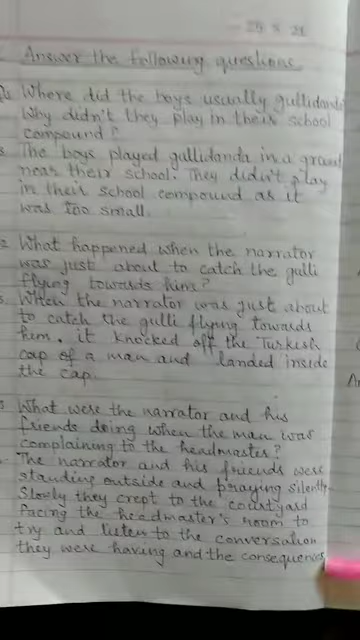 Answer the following questions.
Where did the boys usually gullidanda
Why didn't they play in their school
compound?
The boys played gullidanda in a ground
near their school. They didn't play
in their school compound as it
was too small.
What happened when the narrator
was just about to catch the gulli
flying towards him?
When the narrator was just about
to catch the gulli flying towards
him, it knocked off the Turkish
cap of a man and landed inside
the cap.
What were the narrator and his
friends doing when the man was
complaining to the headmaster?
The narrator and his friends were
standing outside and praying silently.
Slowly they crept to the courtyard
facing the headmaster's room to
try and listen to the conversation
they were having and the consequences